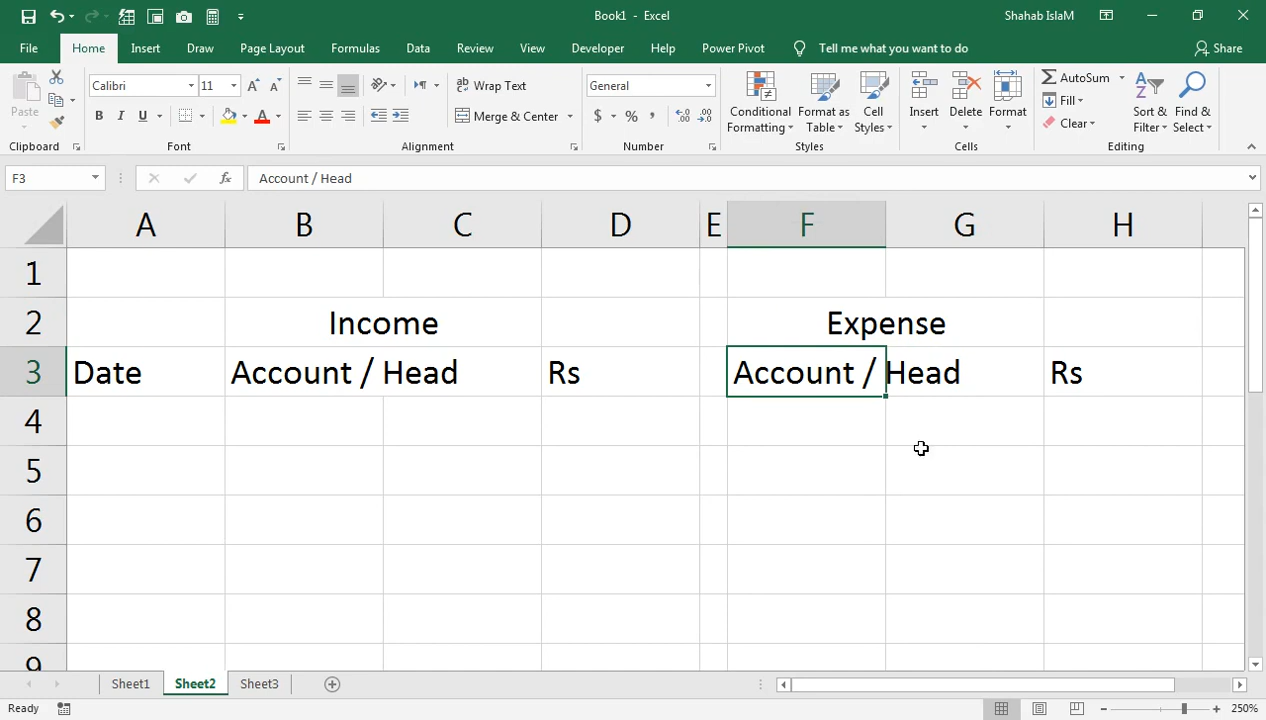 Book1 - Excel
Shahab IslaM
File Home Insert Draw Page Layout Formulas Data Review View Developer Help Power Pivot Tell me what you want to do Share
Paste
Calibri 11
Wrap Text
Merge & Center
General
Conditional Formatting
Format as Table
Cell Styles
Insert Delete Format
AutoSum
Fill
Clear
Sort & Filter
Find & Select
Clipboard Font Alignment Number Styles Cells Editing
F3 fx Account / Head
A B C D E F G H
1
2 Income Expense
3 Date Account / Head Rs Account / Head Rs
4
5
6
7
8
9
Sheet1 Sheet2 Sheet3
Ready 250%